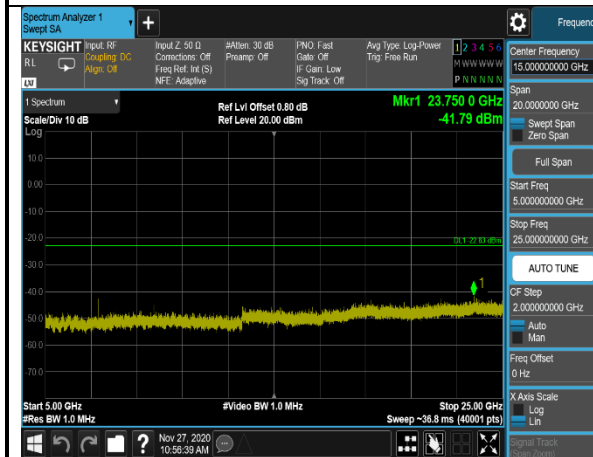 Spectrum Analyzer 1
Swept SA
+
Frequenc
KEYSIGHT
RL
LXI
Input: RF
Coupling: DC
Align: Off
Input Z: 50 Ω
Corrections: Off
Freq Ref: Int (S)
NFE: Adaptive
#Atten: 30 dB
Preamp: Off
PNO: Fast
Gate: Off
IF Gain: Low
Sig Track: Off
Avg Type: Log-Power
Trig: Free Run
1 2 3 4 5 6
M W W W W W
P N N N N N
1 Spectrum
Scale/Div 10 dB
Log
Ref Lvl Offset 0.80 dB
Ref Level 20.00 dBm
Mkr1 23.750 0 GHz
-41.79 dBm
10.0
0.00
-10.0
-20.0
DL1 -22.83 dBm
-30.0
-40.0
1
-50.0
-60.0
-70.0
Start 5.00 GHz
#Res BW 1.0 MHz
#Video BW 1.0 MHz
Stop 25.00 GHz
Sweep ~36.8 ms (40001 pts)
?
Nov 27, 2020
10:56:39 AM
Center Frequency
15.000000000 GHz
Span
20.0000000 GHz
Swept Span
Zero Span
Full Span
Start Freq
5.000000000 GHz
Stop Freq
25.000000000 GHz
AUTO TUNE
CF Step
2.000000000 GHz
Auto
Man
Freq Offset
0 Hz
X Axis Scale
Log
Lin
Signal Track
(Span Zoom)